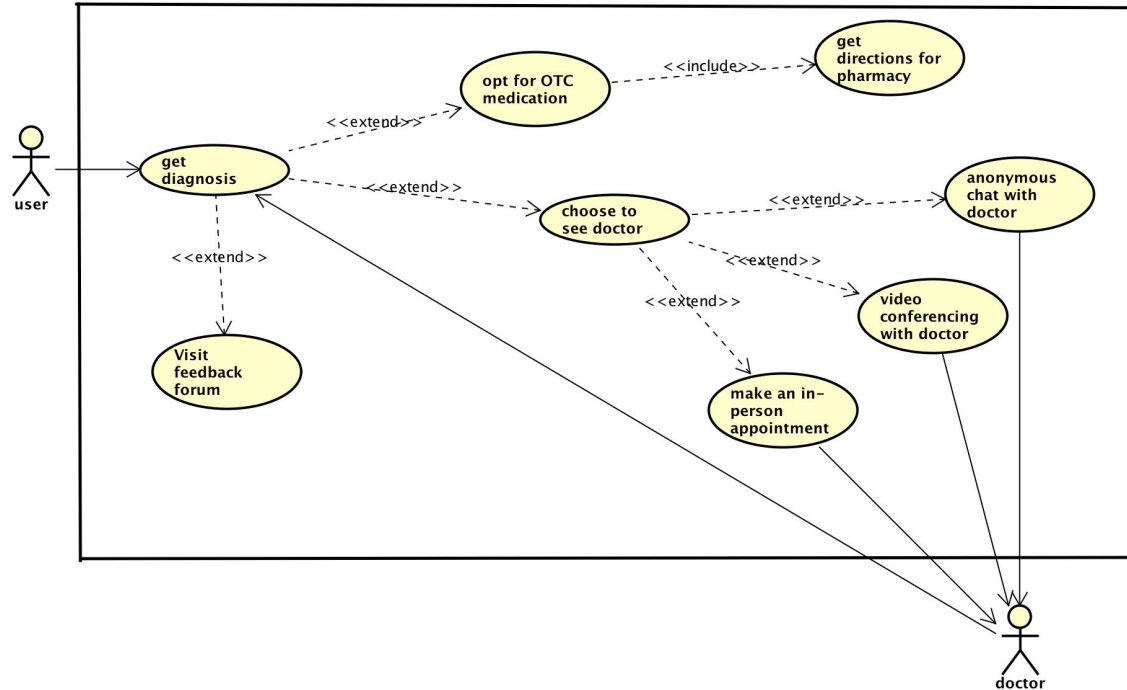 get
directions for
pharmacy
<<include>>
opt for OTC
medication
<<extend>>
get
diagnosis
user
<<extend>>
choose to
see doctor
<<extend>>
anonymous
chat with
doctor
<<extend>>
<<extend>>
<<extend>>
video
conferencing
with doctor
Visit
feedback
forum
make an in-
person
appointment
doctor